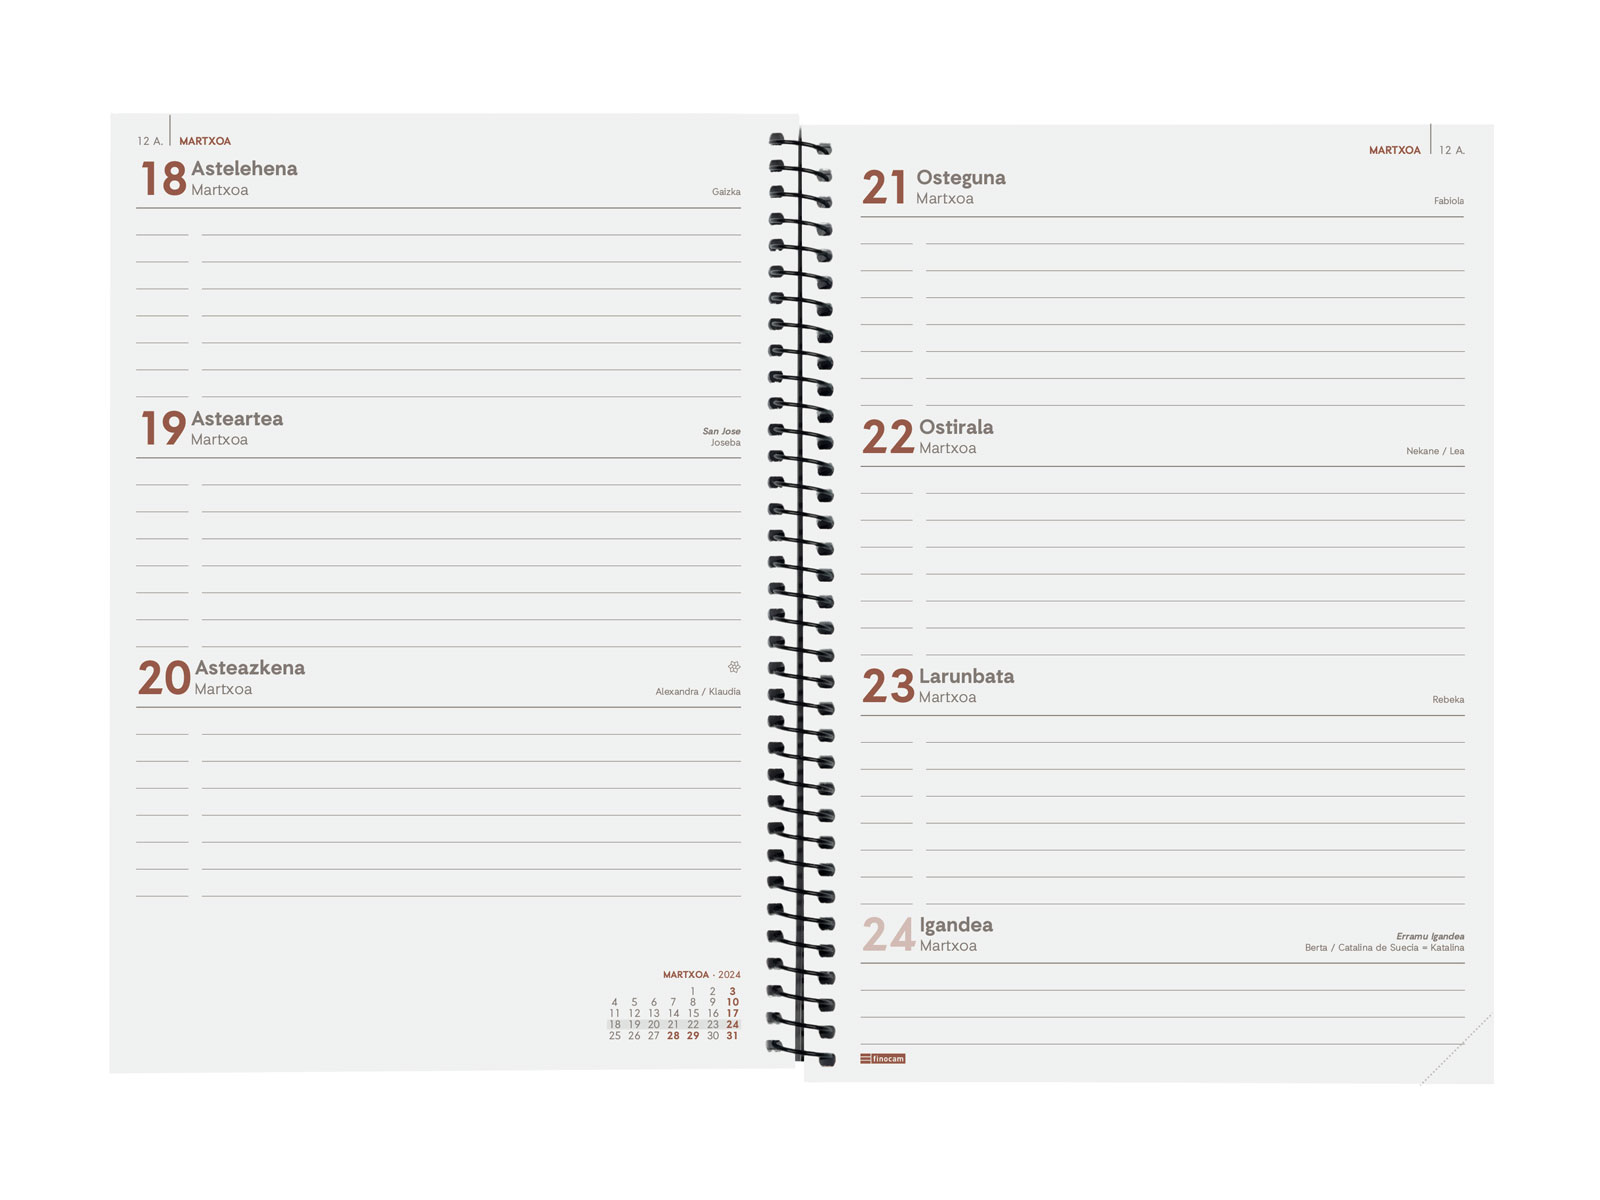 12 A. MARTXOA
18 Astelehena
Martxoa
Gaizka
19 Asteartea
Martxoa
San Jose
Joseba
20 Asteazkena
Martxoa
Alexandra / Klaudia
MARTXOA · 2024
1 2 3
4 5 6 7 8 9 10
11 12 13 14 15 16 17
18 19 20 21 22 23 24
25 26 27 28 29 30 31
MARTXOA 12 A.
21 Osteguna
Martxoa
Fabiola
22 Ostirala
Martxoa
Nekane / Lea
23 Larunbata
Martxoa
Rebeka
24 Igandea
Martxoa
Erramu Igandea
Berta / Catalina de Suecia = Katalina
finocam